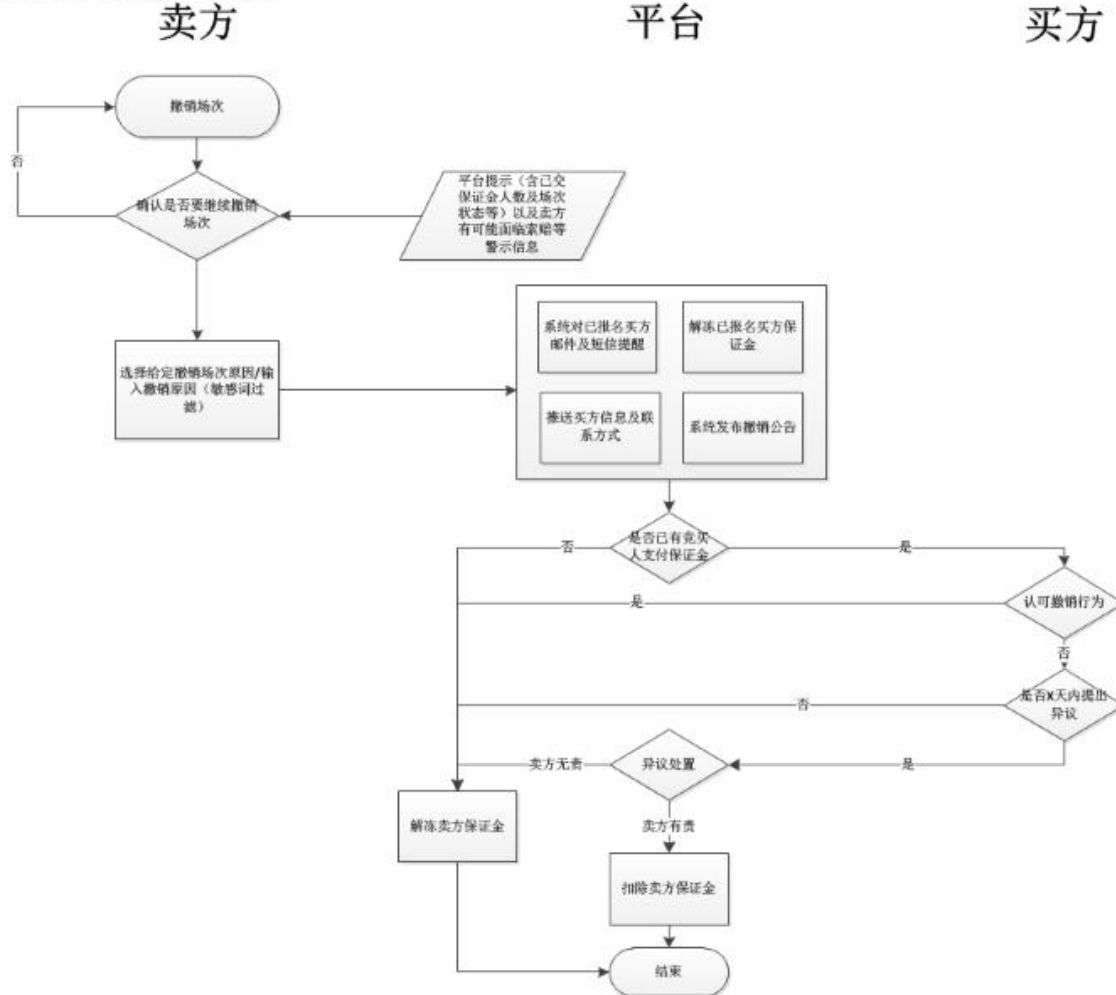 卖方
平台
买方
撤销场次
否
确认是否要继续撤销
场次
平台提示（含已交
保证金人数及场次
状态等）以及卖方
有可能面临索赔等
警示信息
选择给定撤销场次原因/输
入撤销原因（敏感词过
滤）
系统对已报名买方
邮件及短信提醒
解冻已报名买方保
证金
推送买方信息及联
系方式
系统发布撤销公告
是否已有竞买
人支付保证金
否
是
认可撤销行为
是
否
是否X天内提出
异议
否
是
异议处置
卖方无责
卖方有责
解冻卖方保证金
扣除卖方保证金
结束